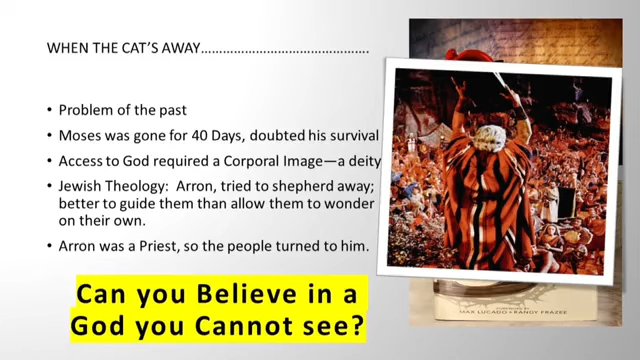 WHEN THE CAT'S AWAY……………………………………….
• Problem of the past
• Moses was gone for 40 Days, doubted his survival
• Access to God required a Corporal Image—a deity
• Jewish Theology: Arron, tried to shepherd away;
better to guide them than allow them to wonder
on their own.
• Arron was a Priest, so the people turned to him.
Can you Believe in a
God you Cannot see?
MAX LUCADO • RANDY FRAZEE